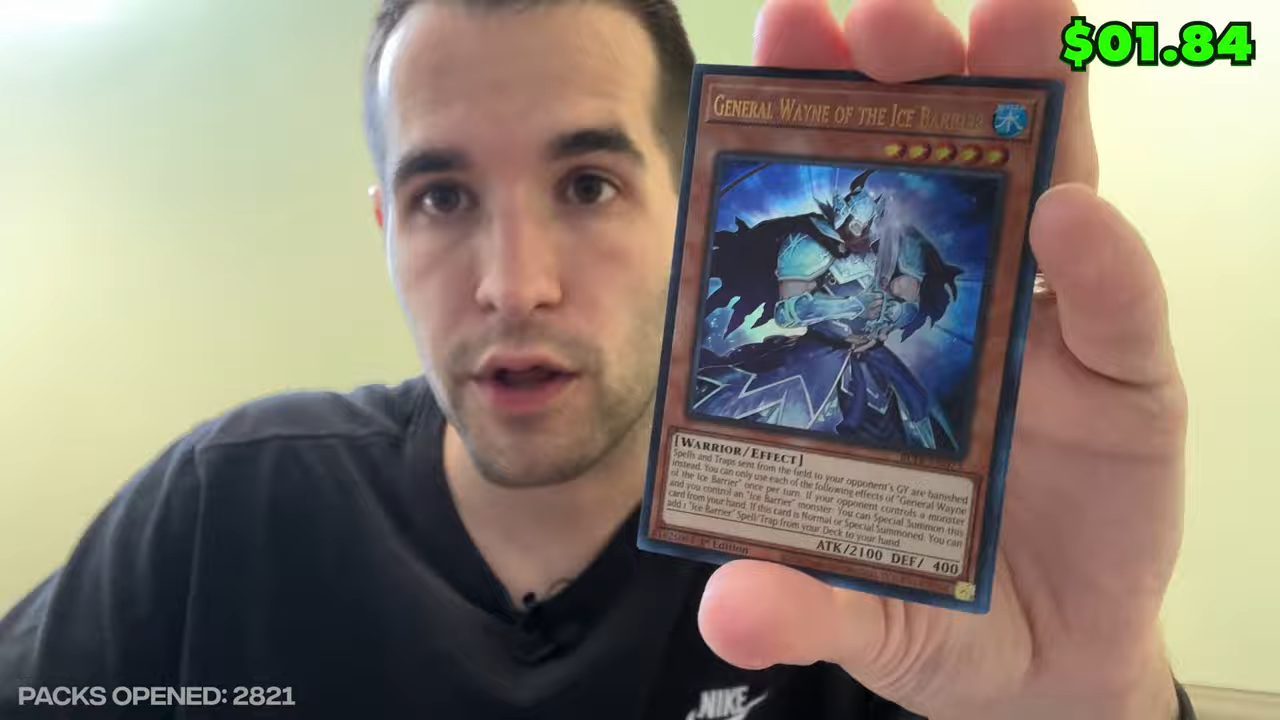 $01.84
GENERAL WAYNE OF THE ICE BARRIER
水
[WARRIOR/EFFECT]
Spells and Traps sent from the field to your opponent's GY are banished
instead. You can only use each of the following effects of "General Wayne
of the Ice Barrier" once per turn. If your opponent controls a monster
and you control an "Ice Barrier" monster: You can Special Summon this
card from your hand. If this card is Normal or Special Summoned: You can
add 1 "Ice Barrier" Spell/Trap from your Deck to your hand.
ATK/2100 DEF/ 400
1st Edition
NIKE
PACKS OPENED: 2821